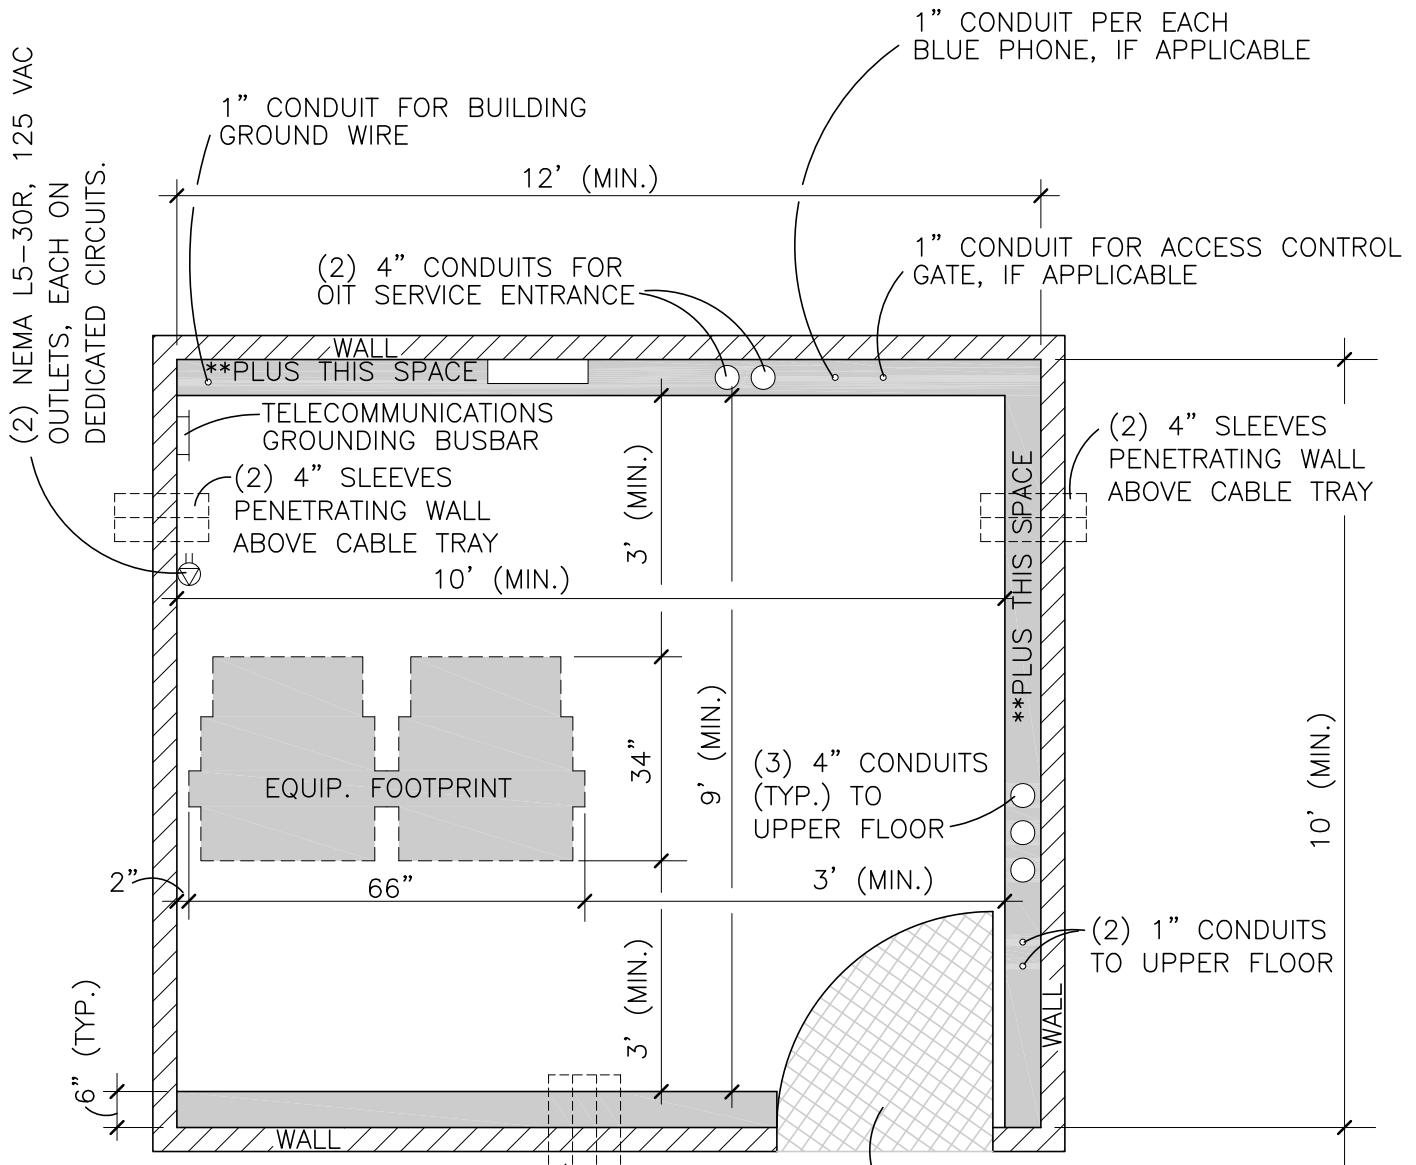 1" CONDUIT PER EACH
BLUE PHONE, IF APPLICABLE
(2) NEMA L5-30R, 125 VAC
OUTLETS, EACH ON
DEDICATED CIRCUITS.
1" CONDUIT FOR BUILDING
GROUND WIRE
12' (MIN.)
(2) 4" CONDUITS FOR
OIT SERVICE ENTRANCE
1" CONDUIT FOR ACCESS CONTROL
GATE, IF APPLICABLE
WALL
**PLUS THIS SPACE
TELECOMMUNICATIONS
GROUNDING BUSBAR
(2) 4" SLEEVES
PENETRATING WALL
ABOVE CABLE TRAY
(2) 4" SLEEVES
PENETRATING WALL
ABOVE CABLE TRAY
3' (MIN.)
**PLUS THIS SPACE
10' (MIN.)
EQUIP. FOOTPRINT
34"
9' (MIN.)
(3) 4" CONDUITS
(TYP.) TO
UPPER FLOOR
10' (MIN.)
2"
66"
3' (MIN.)
(2) 1" CONDUITS
TO UPPER FLOOR
3' (MIN.)
6" (TYP.)
WALL
WALL